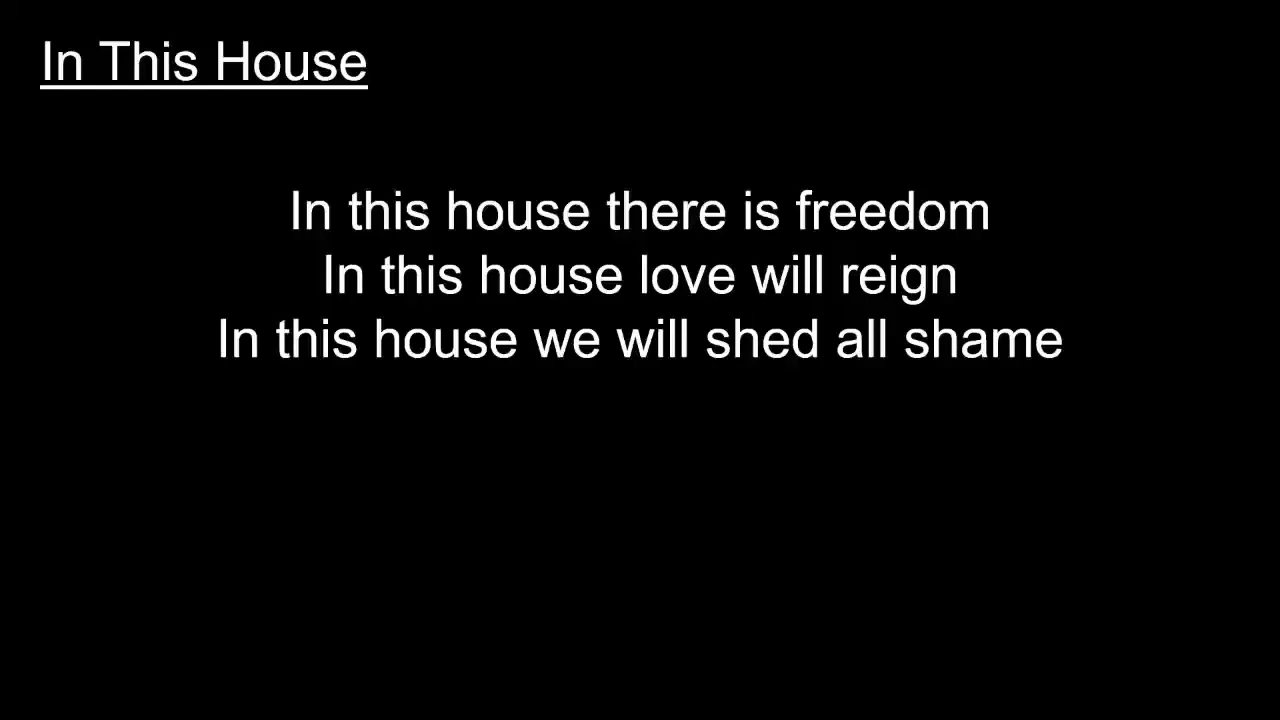 In This House
In this house there is freedom
In this house love will reign
In this house we will shed all shame